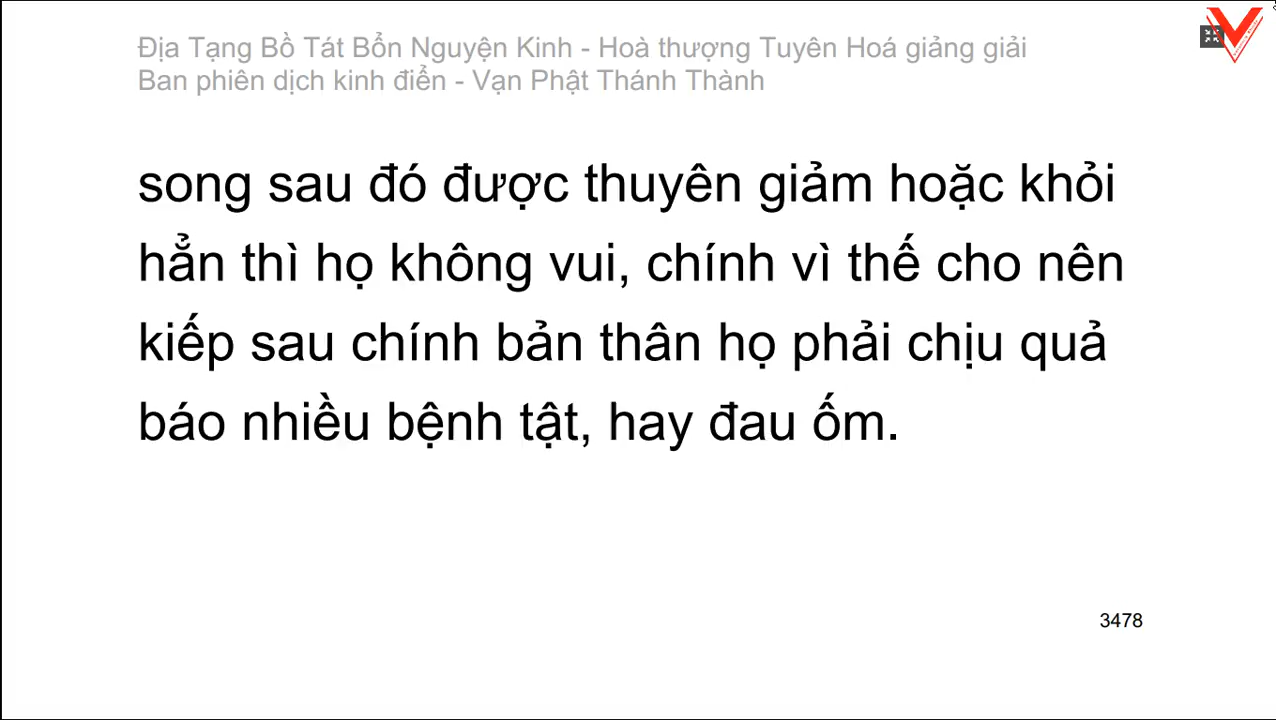 Địa Tạng Bồ Tát Bổn Nguyện Kinh - Hoà thượng Tuyên Hoá giảng giải
Ban phiên dịch kinh điển - Vạn Phật Thánh Thành
song sau đó được thuyên giảm hoặc khỏi
hẳn thì họ không vui, chính vì thế cho nên
kiếp sau chính bản thân họ phải chịu quả
báo nhiều bệnh tật, hay đau ốm.
3478